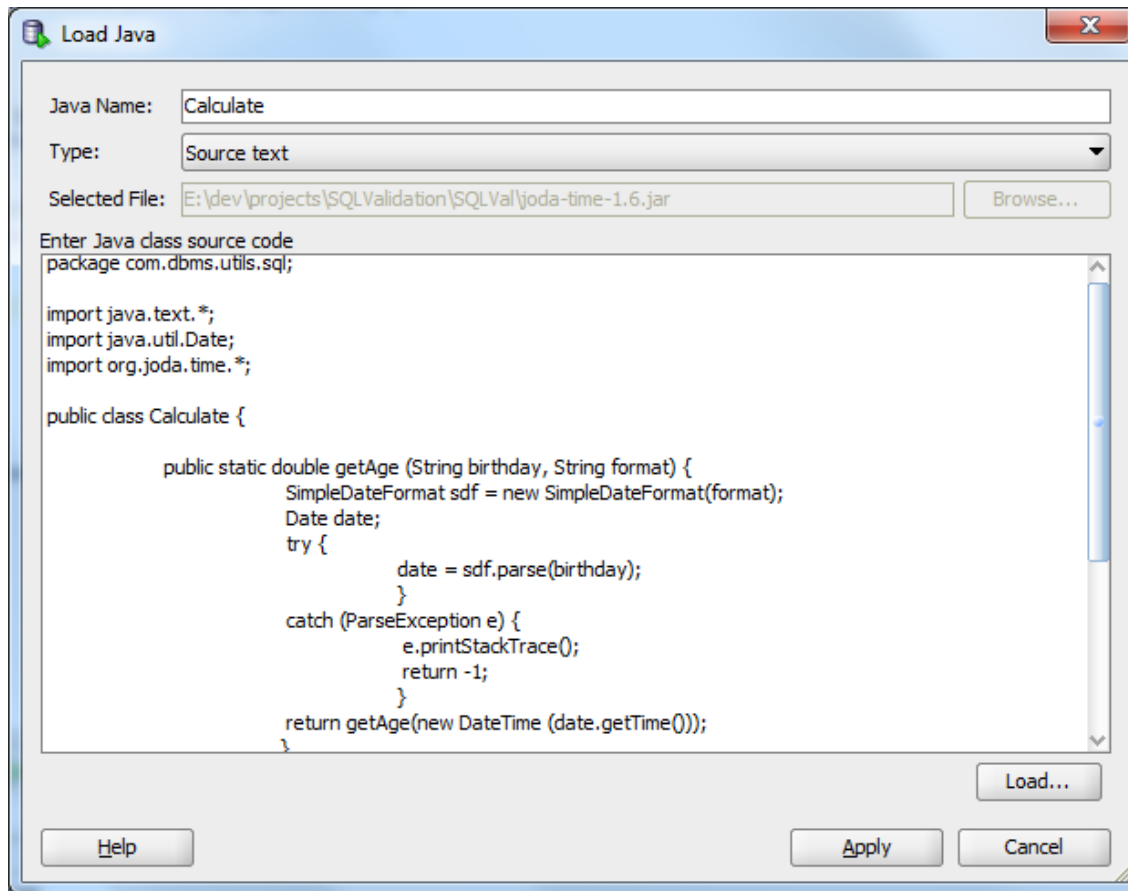 Load Java
Java Name: Calculate
Type: Source text
Selected File: E:\dev\projects\SQLValidation\SQLVal\joda-time-1.6.jar Browse...
Enter Java class source code
package com.dbms.utils.sql;
import java.text.*;
import java.util.Date;
import org.joda.time.*;
public class Calculate {
public static double getAge (String birthday, String format) {
SimpleDateFormat sdf = new SimpleDateFormat(format);
Date date;
try {
date = sdf.parse(birthday);
}
catch (ParseException e) {
e.printStackTrace();
return -1;
}
return getAge(new DateTime (date.getTime()));
}
Load...
Help Apply Cancel